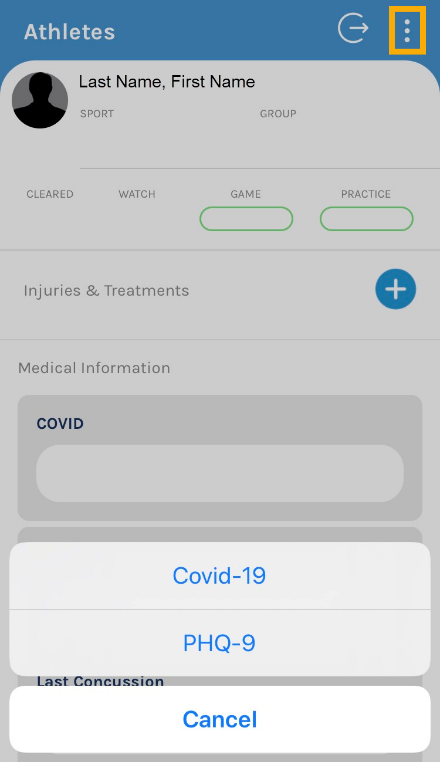 Athletes
Last Name, First Name
SPORT GROUP
CLEARED WATCH GAME PRACTICE
Injuries & Treatments
Medical Information
COVID
Covid-19
PHQ-9
Last Concussion
Cancel